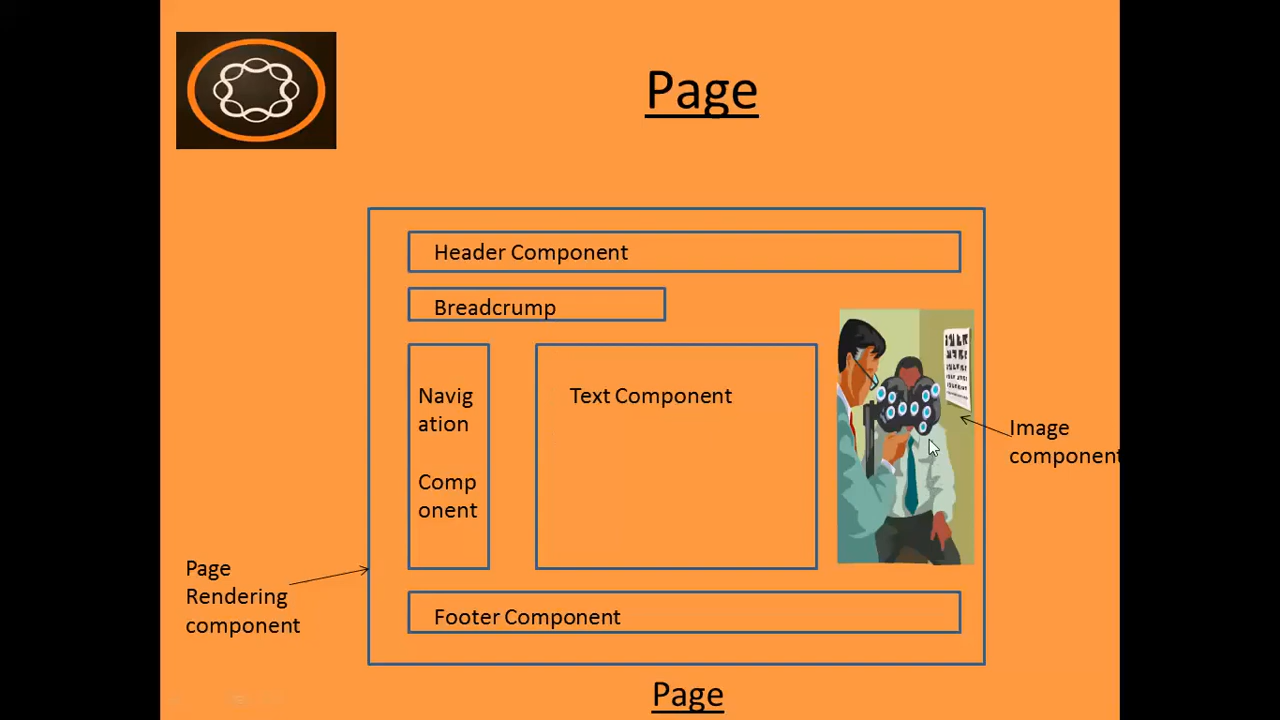 Page
Header Component
Breadcrump
Navig
ation
Comp
onent
Text Component
Image
component
Page
Rendering
component
Footer Component
Page